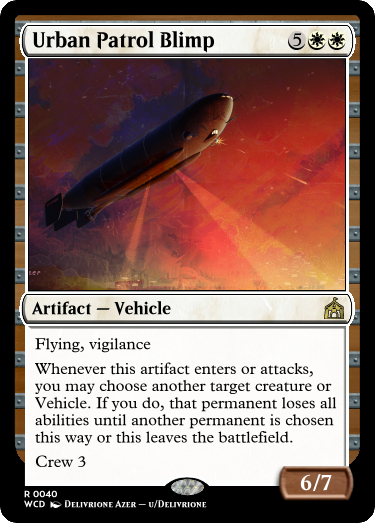 Urban Patrol Blimp 5
Artifact — Vehicle
Flying, vigilance
Whenever this artifact enters or attacks,
you may choose another target creature or
Vehicle. If you do, that permanent loses all
abilities until another permanent is chosen
this way or this leaves the battlefield.
Crew 3
6/7
R 0040
WCD DELIVRIONE AZER — U/DELIVRIONE